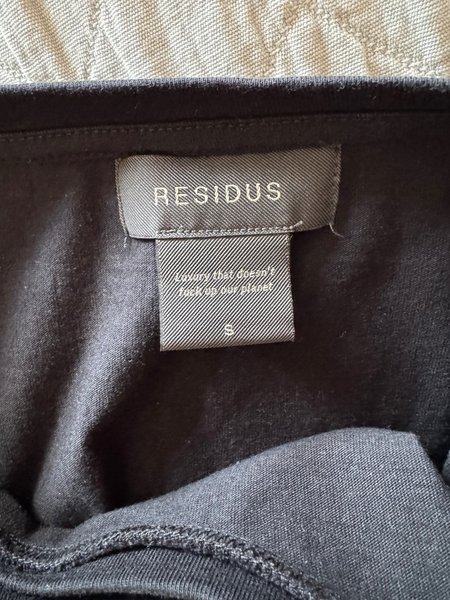 RESIDUS
Luxury that doesn't
fuck up our planet
S